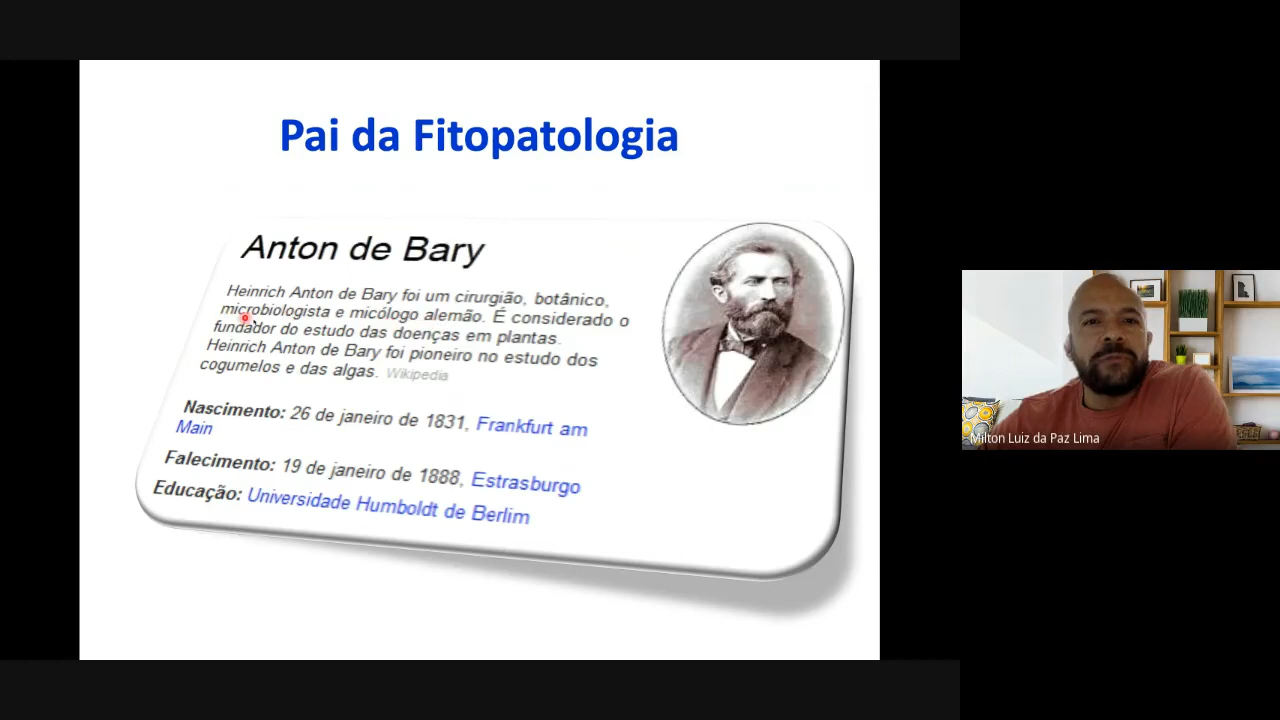 Pai da Fitopatologia
Anton de Bary
Heinrich Anton de Bary foi um cirurgião, botânico,
microbiologista e micólogo alemão. É considerado o
fundador do estudo das doenças em plantas.
Heinrich Anton de Bary foi pioneiro no estudo dos
cogumelos e das algas. Wikipedia
Nascimento: 26 de janeiro de 1831, Frankfurt am
Main
Falecimento: 19 de janeiro de 1888, Estrasburgo
Educação: Universidade Humboldt de Berlim
Milton Luiz da Paz Lima